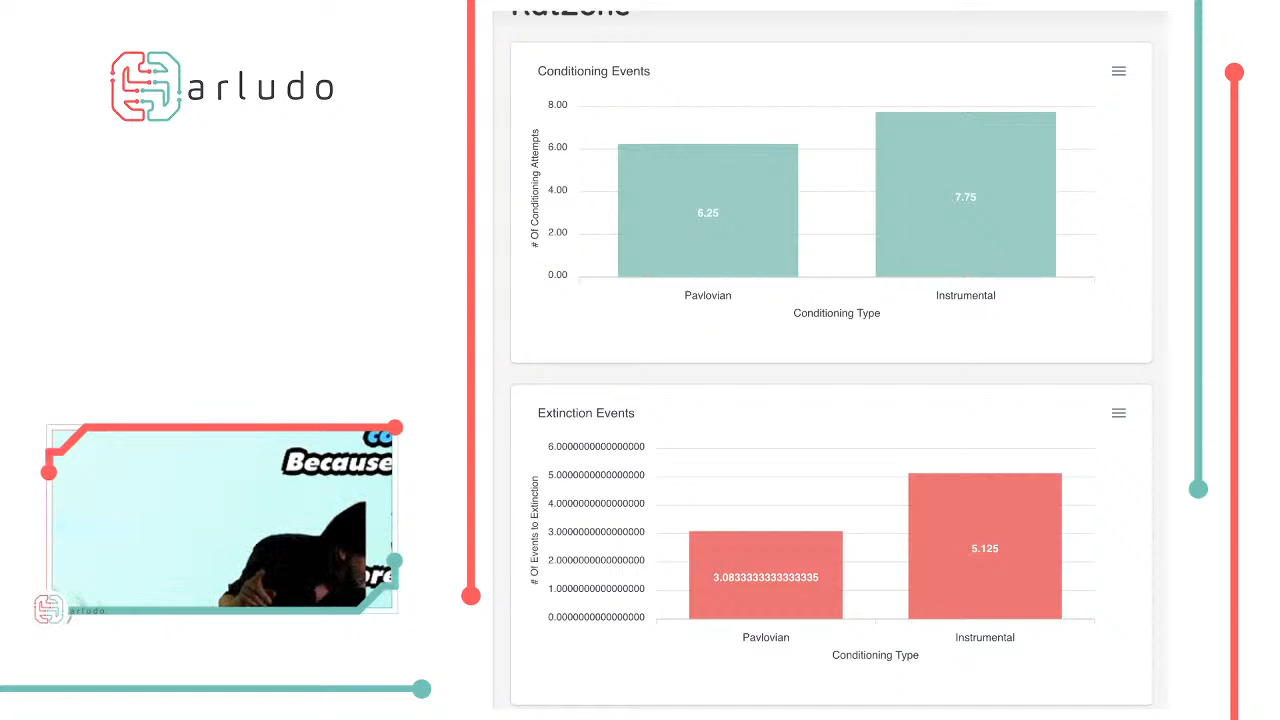 arludo
Conditioning Events
8.00
6.00
4.00
2.00
0.00
# Of Conditioning Attempts
6.25
7.75
Pavlovian
Instrumental
Conditioning Type
Extinction Events
6.0000000000000000
5.0000000000000000
4.0000000000000000
3.0000000000000000
2.0000000000000000
1.0000000000000000
0.0000000000000000
# Of Events to Extinction
3.0833333333333335
5.125
Pavlovian
Instrumental
Conditioning Type
Because
arludo